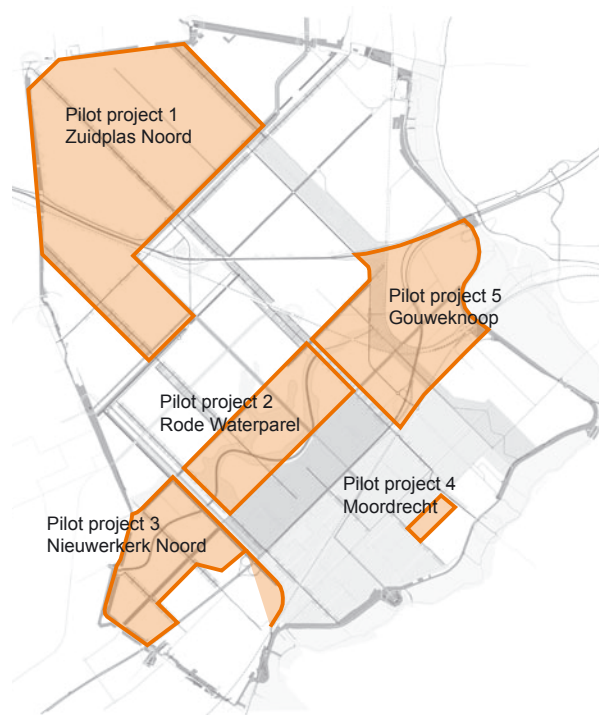 Pilot project 1
Zuidplas Noord
Pilot project 5
Gouweknoop
Pilot project 2
Rode Waterparel
Pilot project 4
Moordrecht
Pilot project 3
Nieuwerkerk Noord